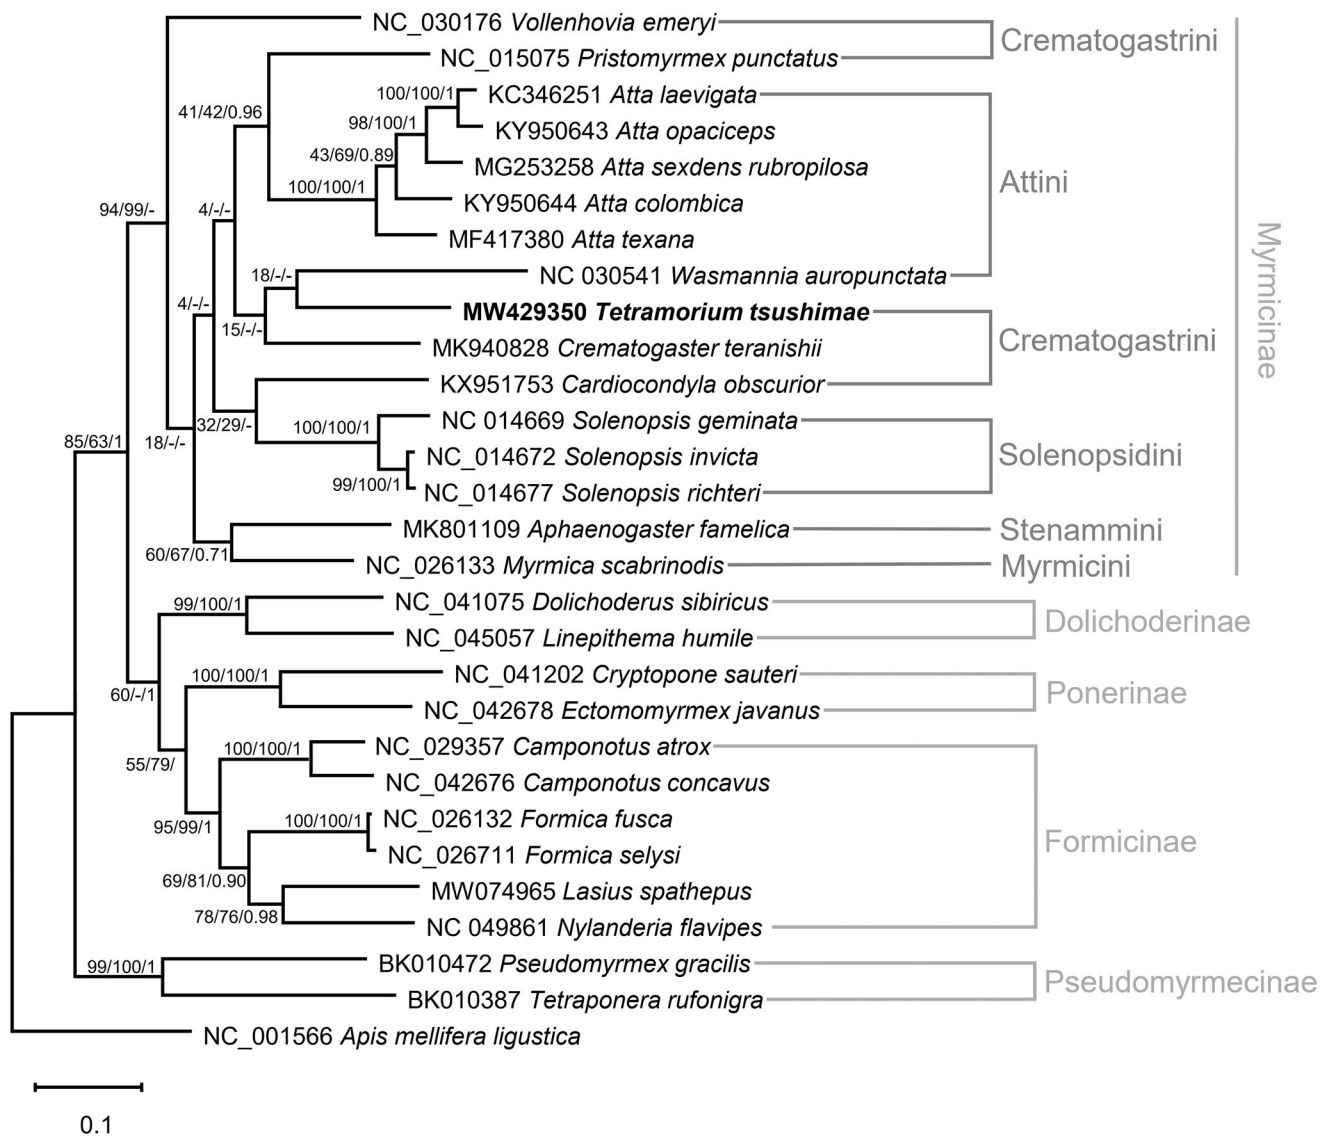 NC_030176 Vollenhovia emeryi
Crematogastrini
NC_015075 Pristomyrmex punctatus
100/100/1
KC346251 Atta laevigata
41/42/0.96
98/100/1
KY950643 Atta opaciceps
43/69/0.89
MG253258 Atta sexdens rubropilosa
Attini
100/100/1
94/99/-
4/-/-
KY950644 Atta colombica
MF417380 Atta texana
Myrmicinae
18/-/-
NC 030541 Wasmannia auropunctata
4/-/-
MW429350 Tetramorium tsushimae
15/-/-
Crematogastrini
MK940828 Crematogaster teranishii
KX951753 Cardiocondyla obscurior
32/29/-
100/100/1
NC 014669 Solenopsis geminata
85/63/1
18/-/-
NC_014672 Solenopsis invicta
Solenopsidini
99/100/1
NC_014677 Solenopsis richteri
MK801109 Aphaenogaster famelica
Stenammini
60/67/0.71
NC_026133 Myrmica scabrinodis
Myrmicini
99/100/1
NC_041075 Dolichoderus sibiricus
Dolichoderinae
NC_045057 Linepithema humile
100/100/1
NC_041202 Cryptopone sauteri
60/-/1
Ponerinae
NC_042678 Ectomomyrmex javanus
100/100/1
NC_029357 Camponotus atrox
55/79/
NC_042676 Camponotus concavus
95/99/1
100/100/1
NC_026132 Formica fusca
Formicinae
NC_026711 Formica selysi
69/81/0.90
MW074965 Lasius spathepus
78/76/0.98
NC 049861 Nylanderia flavipes
99/100/1
BK010472 Pseudomyrmex gracilis
Pseudomyrmecinae
BK010387 Tetraponera rufonigra
NC_001566 Apis mellifera ligustica
0.1